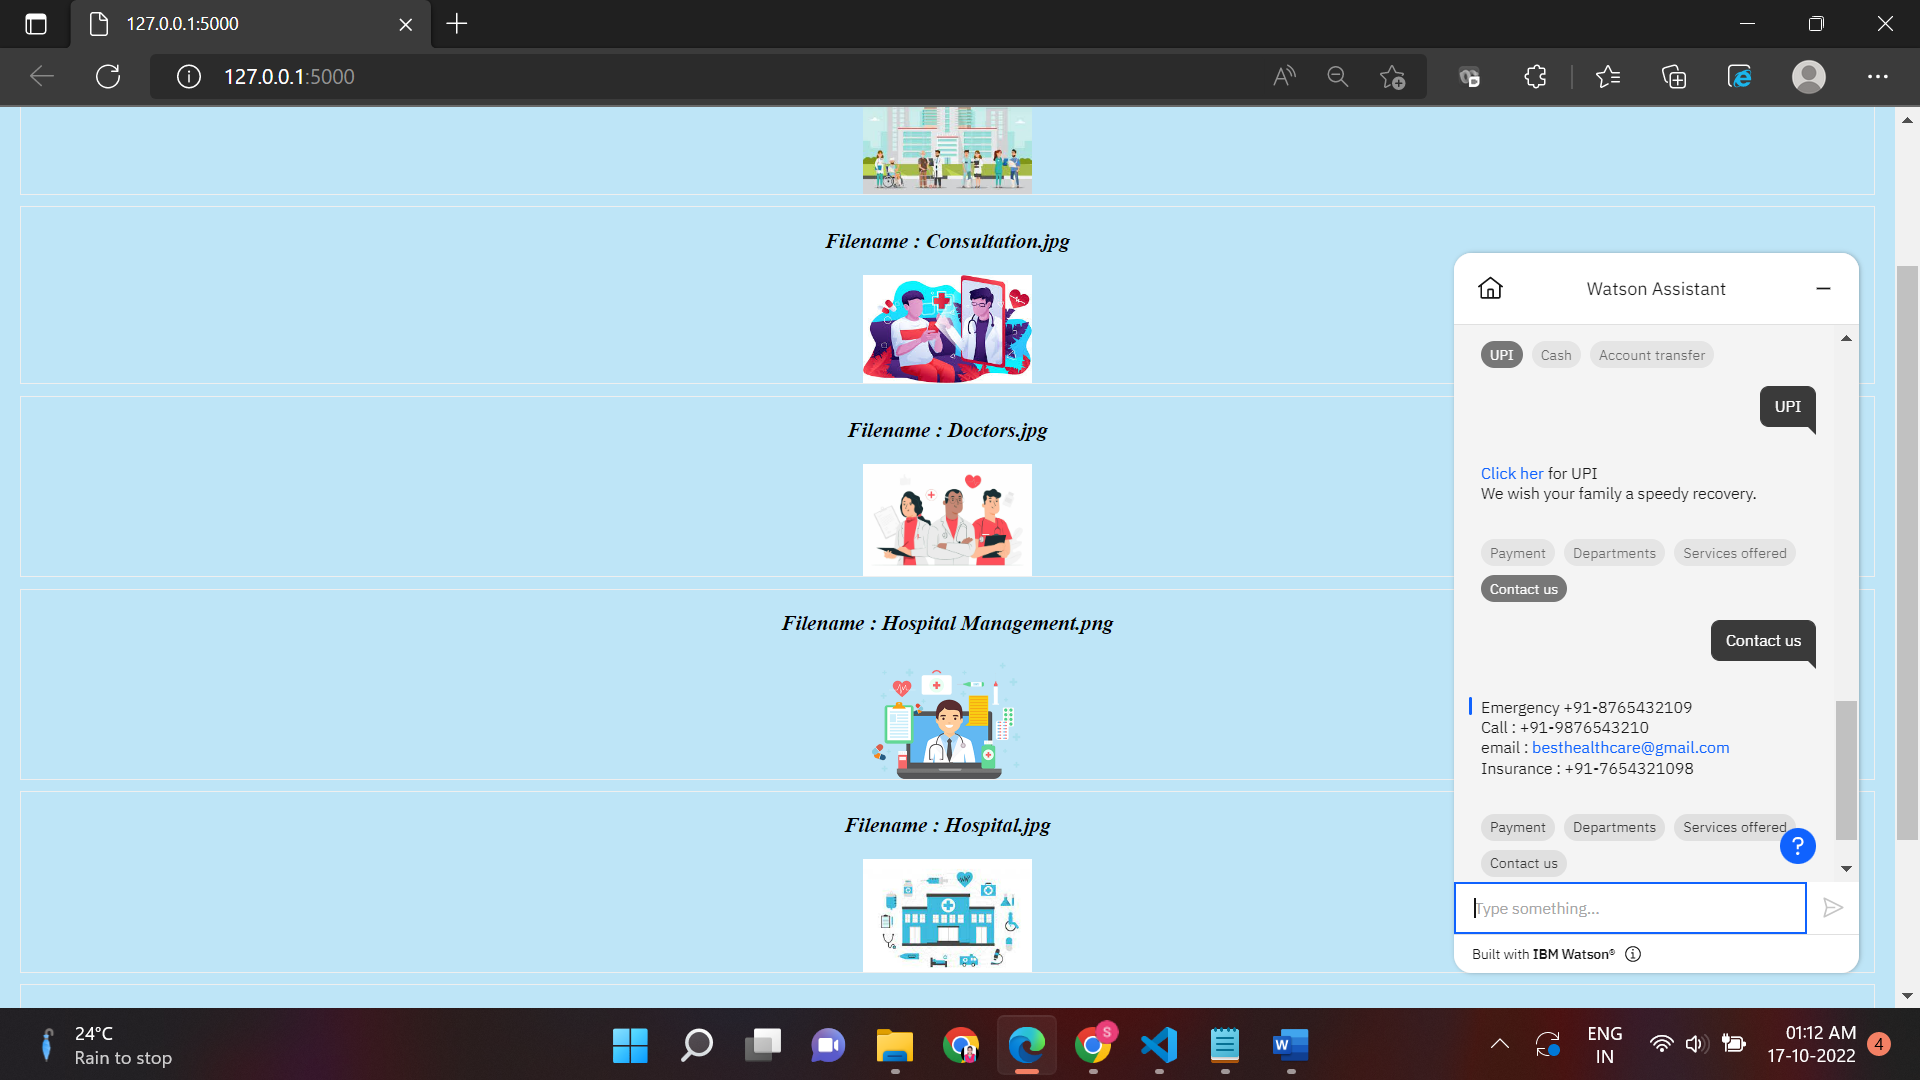 127.0.0.1:5000
127.0.0.1:5000
Filename : Consultation.jpg
Filename : Doctors.jpg
Filename : Hospital Management.png
Filename : Hospital.jpg
Watson Assistant
UPI Cash Account transfer
UPI
Click her for UPI
We wish your family a speedy recovery.
Payment Departments Services offered
Contact us
Contact us
Emergency +91-8765432109
Call : +91-9876543210
email : besthealthcare@gmail.com
Insurance : +91-7654321098
Payment Departments Services offered
?
Contact us
Type something...
Built with IBM Watson®
24°C
Rain to stop
S
W
ENG
IN
01:12 AM
17-10-2022
4